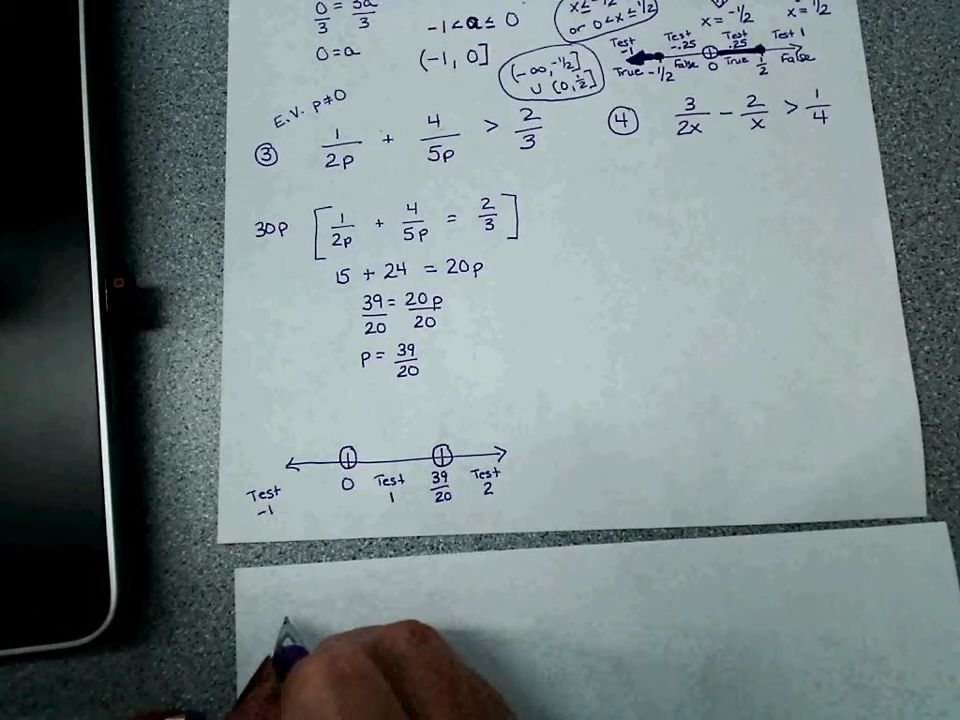 0/3 = 3a/3
0 = a
-1 < a ≤ 0
(-1, 0]
x ≤ -1/2
or 0 < x ≤ 1/2
(-∞, -1/2]
∪ (0, 1/2]
x = -1/2
x = 1/2
Test -1 Test -.25 Test .25 Test 1
True -1/2 False 0 True 1/2 False
E.V. p≠0
③ 1/2p + 4/5p > 2/3
④ 3/2x - 2/x > 1/4
30p [ 1/2p + 4/5p = 2/3 ]
15 + 24 = 20p
39/20 = 20p/20
p = 39/20
Test -1 0 Test 1 39/20 Test 2